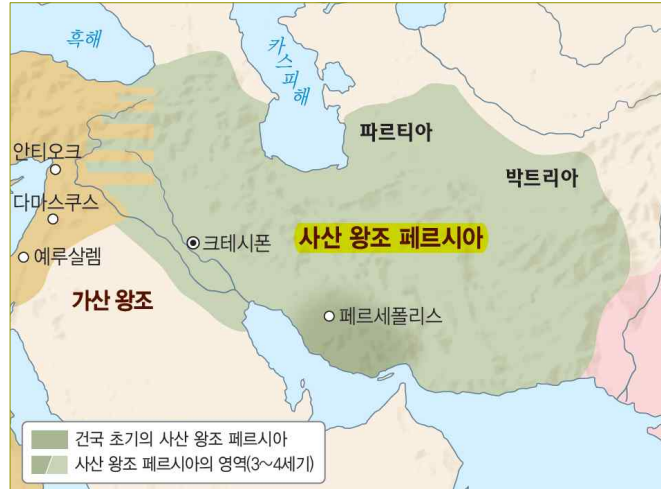 흑해
카스피해
파르티아
박트리아
안티오크
다마스쿠스
예루살렘
크테시폰
사산 왕조 페르시아
가산 왕조
페르세폴리스
건국 초기의 사산 왕조 페르시아
사산 왕조 페르시아의 영역(3~4세기)